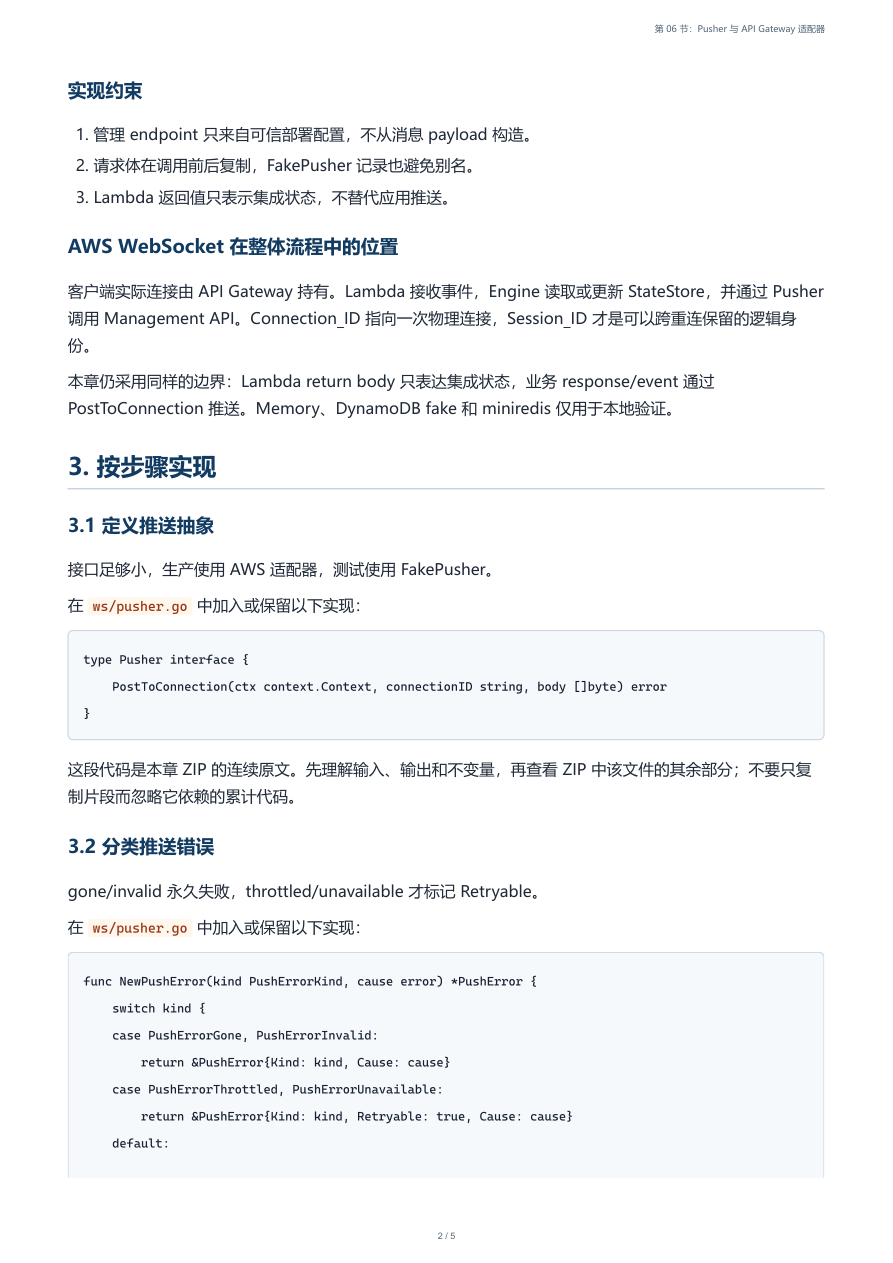 第 06 节：Pusher 与 API Gateway 适配器
实现约束
1. 管理 endpoint 只来自可信部署配置，不从消息 payload 构造。
2. 请求体在调用前后复制，FakePusher 记录也避免别名。
3. Lambda 返回值只表示集成状态，不替代应用推送。
AWS WebSocket 在整体流程中的位置
客户端实际连接由 API Gateway 持有。Lambda 接收事件，Engine 读取或更新 StateStore，并通过 Pusher
调用 Management API。Connection_ID 指向一次物理连接，Session_ID 才是可以跨重连保留的逻辑身
份。
本章仍采用同样的边界：Lambda return body 只表达集成状态，业务 response/event 通过
PostToConnection 推送。Memory、DynamoDB fake 和 miniredis 仅用于本地验证。
3. 按步骤实现
3.1 定义推送抽象
接口足够小，生产使用 AWS 适配器，测试使用 FakePusher。
在 ws/pusher.go 中加入或保留以下实现：
type Pusher interface {
    PostToConnection(ctx context.Context, connectionID string, body []byte) error
}
这段代码是本章 ZIP 的连续原文。先理解输入、输出和不变量，再查看 ZIP 中该文件的其余部分；不要只复
制片段而忽略它依赖的累计代码。
3.2 分类推送错误
gone/invalid 永久失败，throttled/unavailable 才标记 Retryable。
在 ws/pusher.go 中加入或保留以下实现：
func NewPushError(kind PushErrorKind, cause error) *PushError {
    switch kind {
    case PushErrorGone, PushErrorInvalid:
        return &PushError{Kind: kind, Cause: cause}
    case PushErrorThrottled, PushErrorUnavailable:
        return &PushError{Kind: kind, Retryable: true, Cause: cause}
    default:
2 / 5